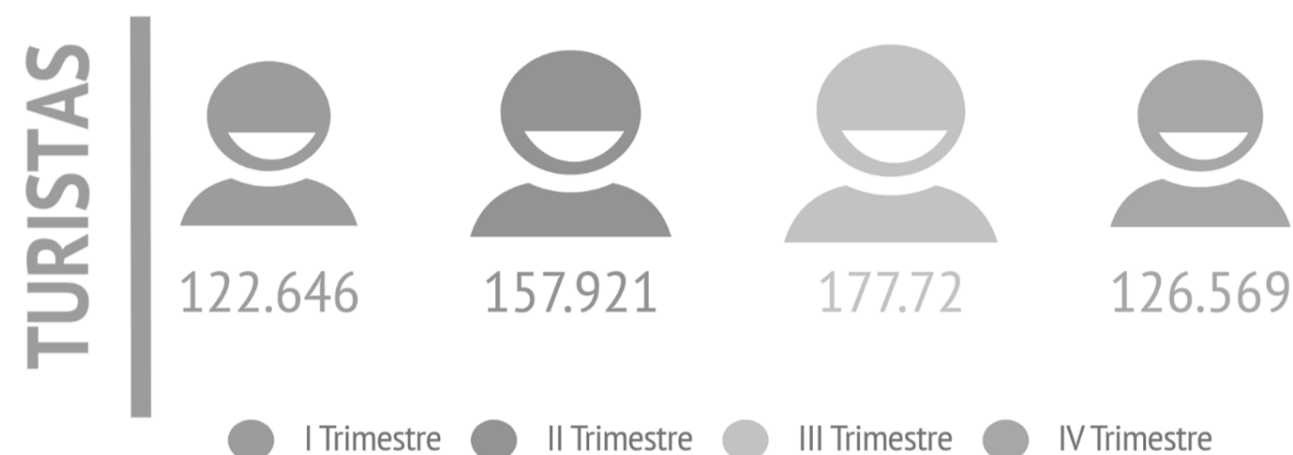 TURISTAS
122.646
157.921
177.72
126.569
I Trimestre
II Trimestre
III Trimestre
IV Trimestre